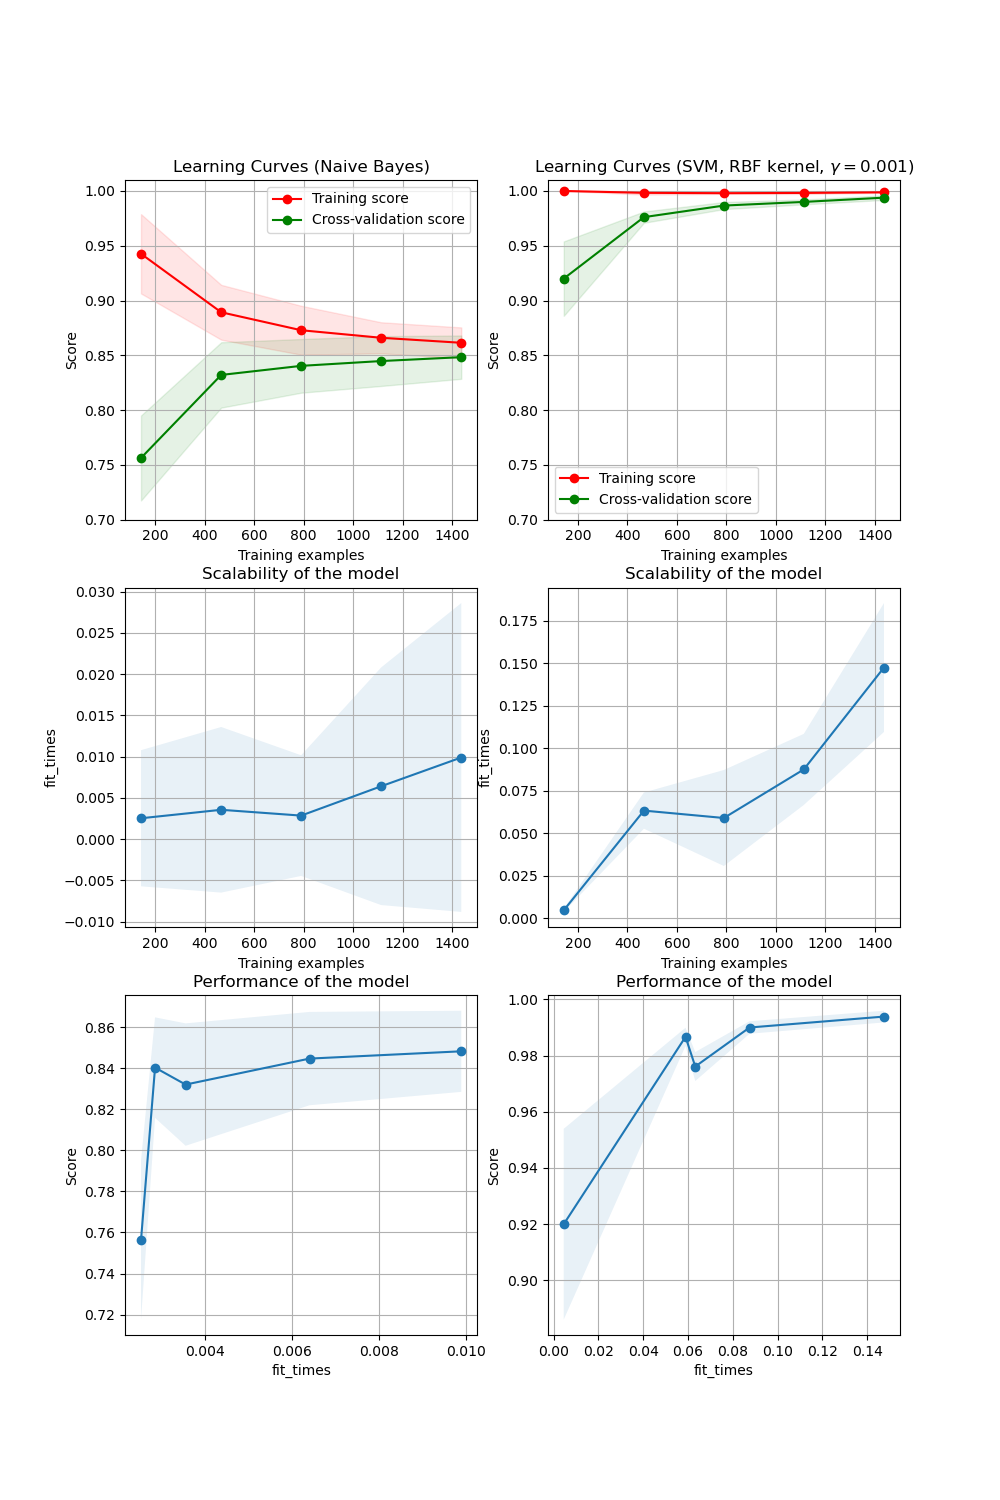 Learning Curves (Naive Bayes)
1.00
0.95
0.90
0.85
0.80
0.75
0.70
Score
Training score
Cross-validation score
200 400 600 800 1000 1200 1400
Training examples
Learning Curves (SVM, RBF kernel, γ = 0.001)
1.00
0.95
0.90
0.85
0.80
0.75
0.70
Score
Training score
Cross-validation score
200 400 600 800 1000 1200 1400
Training examples
Scalability of the model
0.030
0.025
0.020
0.015
0.010
0.005
0.000
−0.005
−0.010
fit_times
200 400 600 800 1000 1200 1400
Training examples
Scalability of the model
0.175
0.150
0.125
0.100
0.075
0.050
0.025
0.000
fit_times
200 400 600 800 1000 1200 1400
Training examples
Performance of the model
0.86
0.84
0.82
0.80
0.78
0.76
0.74
0.72
Score
0.004 0.006 0.008 0.010
fit_times
Performance of the model
1.00
0.98
0.96
0.94
0.92
0.90
Score
0.00 0.02 0.04 0.06 0.08 0.10 0.12 0.14
fit_times